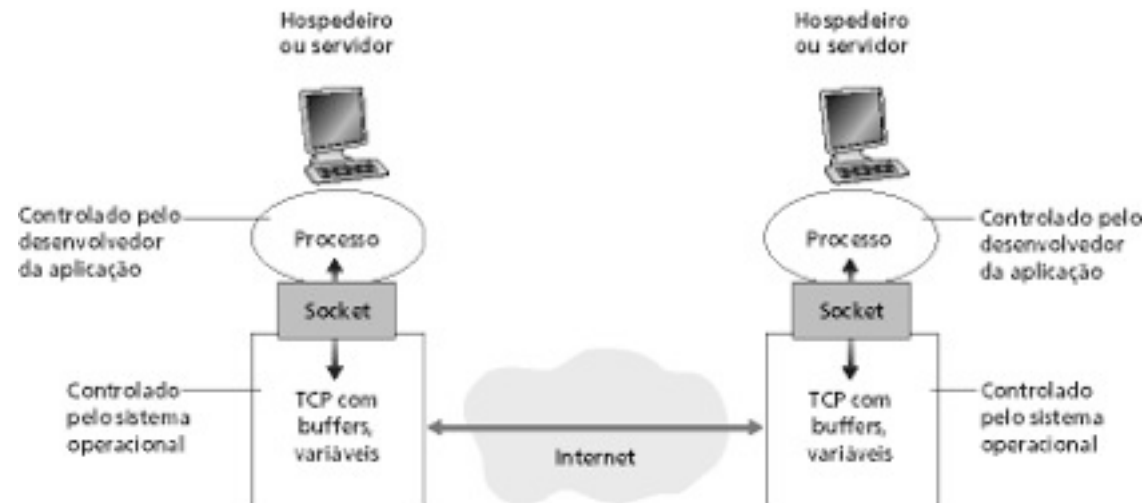 Hospedeiro
ou servidor
Hospedeiro
ou servidor
Controlado pelo
desenvolvedor
da aplicação
Processo
Processo
Controlado pelo
desenvolvedor
da aplicação
Socket
Socket
Controlado
pelo sistema
operacional
TCP com
buffers,
variáveis
Internet
TCP com
buffers,
variáveis
Controlado
pelo sistema
operacional